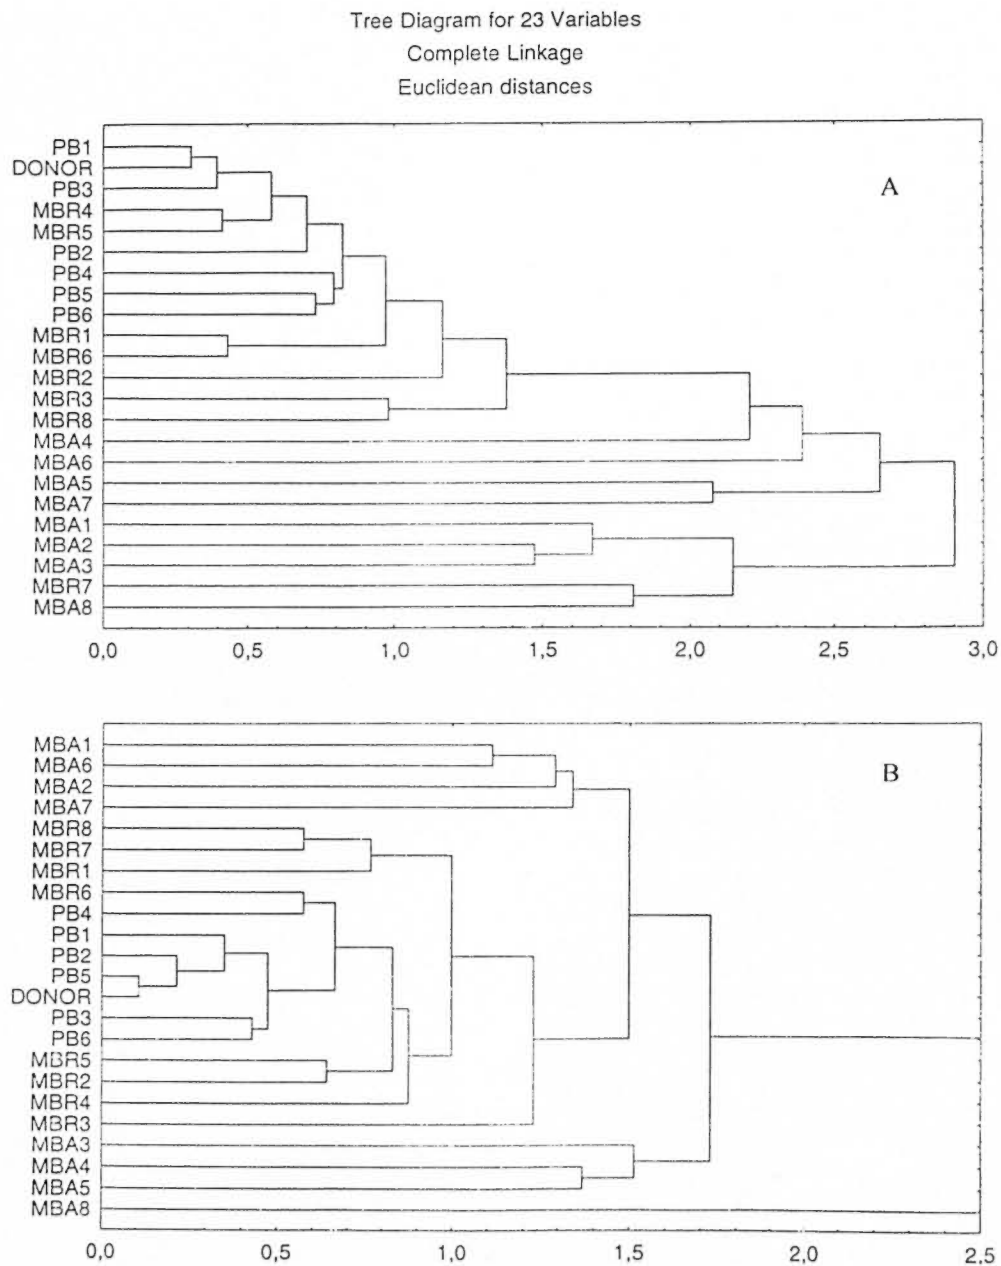 Tree Diagram for 23 Variables
Complete Linkage
Euclidean distances
A
PB1
DONOR
PB3
MBR4
MBR5
PB2
PB4
PB5
PB6
MBR1
MBR6
MBR2
MBR3
MBR8
MBA4
MBA6
MBA5
MBA7
MBA1
MBA2
MBA3
MBR7
MBA8
0,0 0,5 1,0 1,5 2,0 2,5 3,0
B
MBA1
MBA6
MBA2
MBA7
MBR8
MBR7
MBR1
MBR6
PB4
PB1
PB2
PB5
DONOR
PB3
PB6
MBR5
MBR2
MBR4
MBR3
MBA3
MBA4
MBA5
MBA8
0,0 0,5 1,0 1,5 2,0 2,5